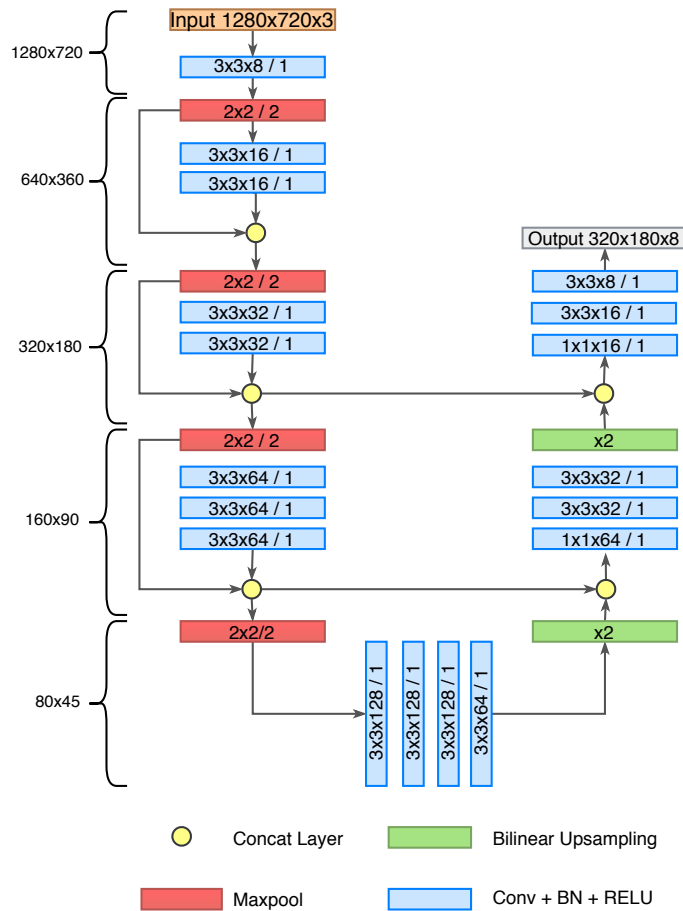 Input 1280x720x3
1280x720
3x3x8 / 1
2x2 / 2
640x360
3x3x16 / 1
3x3x16 / 1
2x2 / 2
320x180
3x3x32 / 1
3x3x32 / 1
2x2 / 2
160x90
3x3x64 / 1
3x3x64 / 1
3x3x64 / 1
2x2/2
80x45
3x3x128 / 1
3x3x128 / 1
3x3x128 / 1
3x3x64 / 1
Output 320x180x8
3x3x8 / 1
3x3x16 / 1
1x1x16 / 1
x2
3x3x32 / 1
3x3x32 / 1
1x1x64 / 1
x2
Concat Layer
Bilinear Upsampling
Maxpool
Conv + BN + RELU